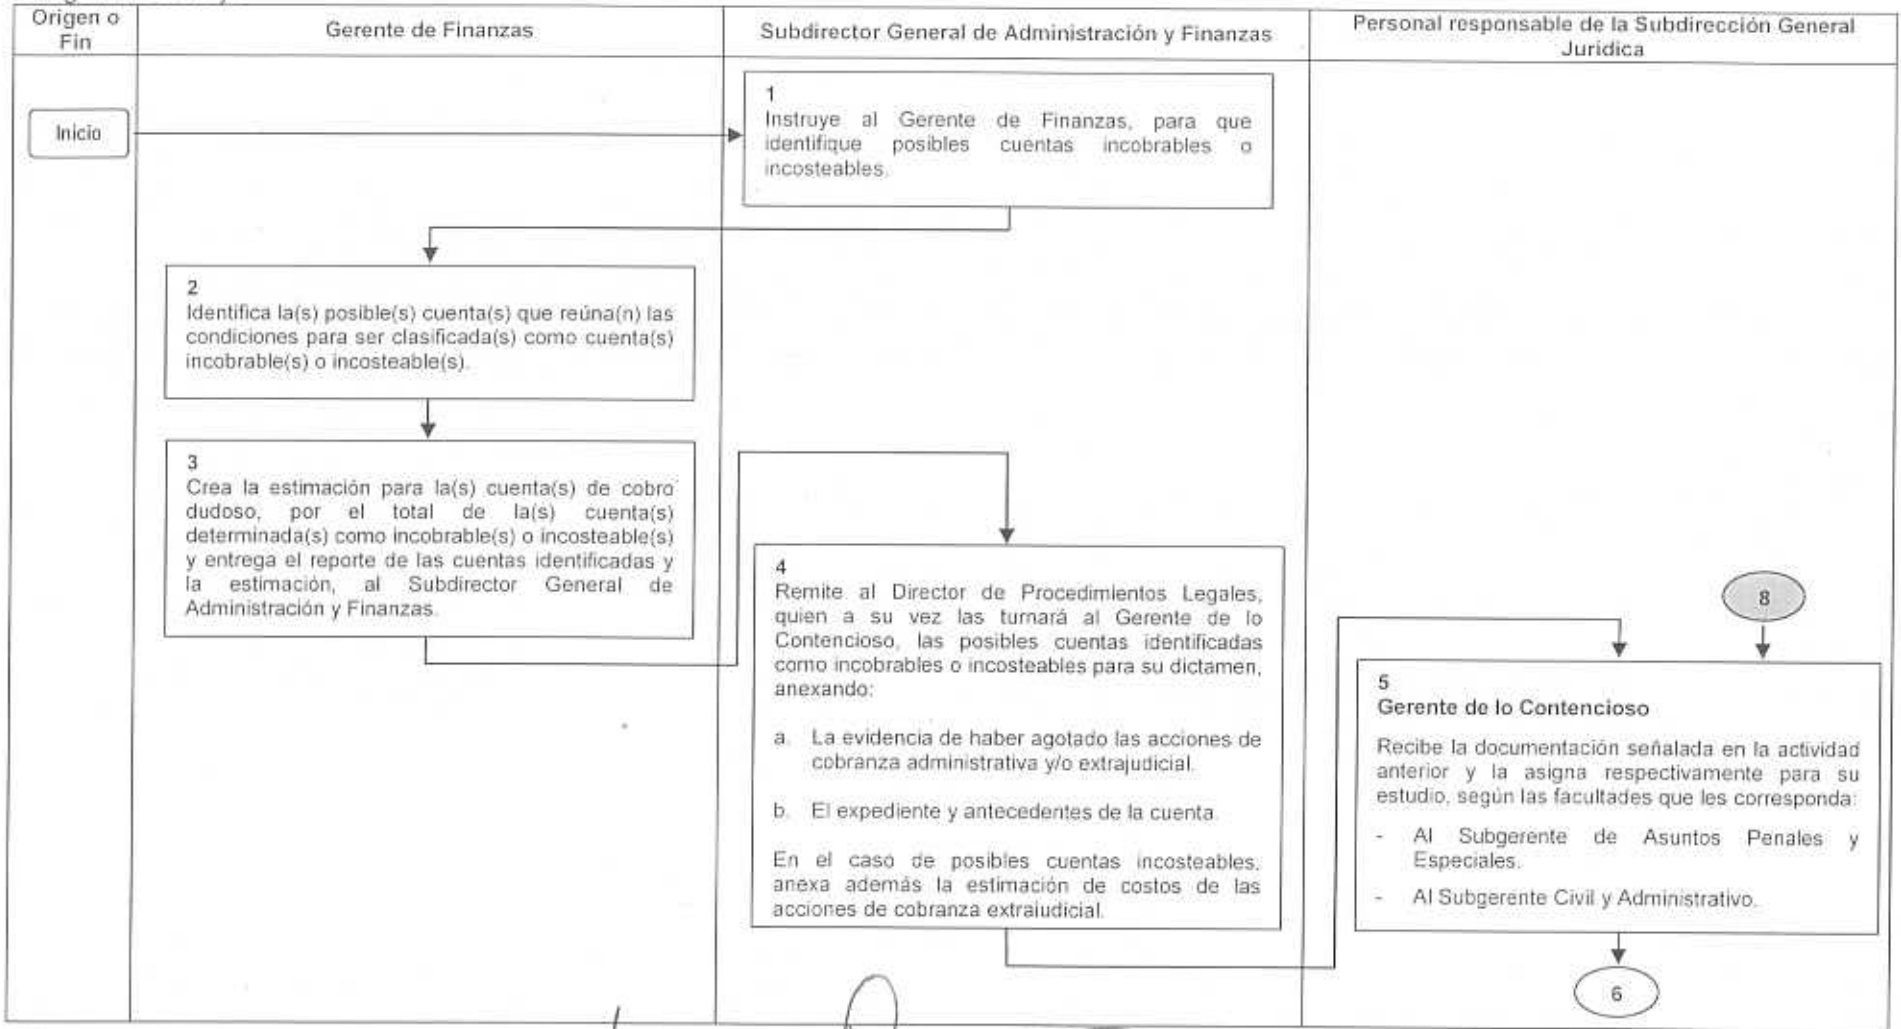 Origen o
Fin
Gerente de Finanzas
Subdirector General de Administración y Finanzas
Personal responsable de la Subdirección General
Jurídica
Inicio
1
Instruye al Gerente de Finanzas, para que
identifique posibles cuentas incobrables o
incosteables.
2
Identifica la(s) posible(s) cuenta(s) que reúna(n) las
condiciones para ser clasificada(s) como cuenta(s)
incobrable(s) o incosteable(s).
3
Crea la estimación para la(s) cuenta(s) de cobro
dudoso, por el total de la(s) cuenta(s)
determinada(s) como incobrable(s) o incosteable(s)
y entrega el reporte de las cuentas identificadas y
la estimación, al Subdirector General de
Administración y Finanzas.
4
Remite al Director de Procedimientos Legales,
quien a su vez las turnará al Gerente de lo
Contencioso, las posibles cuentas identificadas
como incobrables o incosteables para su dictamen,
anexando:
a. La evidencia de haber agotado las acciones de
cobranza administrativa y/o extrajudicial.
b. El expediente y antecedentes de la cuenta.
En el caso de posibles cuentas incosteables,
anexa además la estimación de costos de las
acciones de cobranza extrajudicial.
8
5
Gerente de lo Contencioso
Recibe la documentación señalada en la actividad
anterior y la asigna respectivamente para su
estudio, según las facultades que les corresponda:
- Al Subgerente de Asuntos Penales y
Especiales.
- Al Subgerente Civil y Administrativo.
6